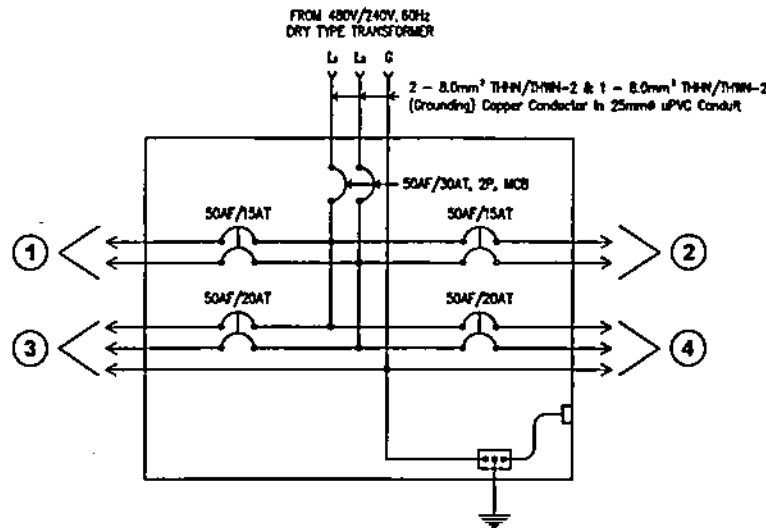 FROM 480V/240V, 60Hz
DRY TYPE TRANSFORMER
L₁ L₂ G
2 - 8.0mm² THHN/THWN-2 & 1 - 8.0mm² THHN/THWN-2
(Grounding) Copper Conductor in 25mmø uPVC Conduit
50AF/30AT, 2P, MCB
50AF/15AT 50AF/15AT
1 2
50AF/20AT 50AF/20AT
3 4